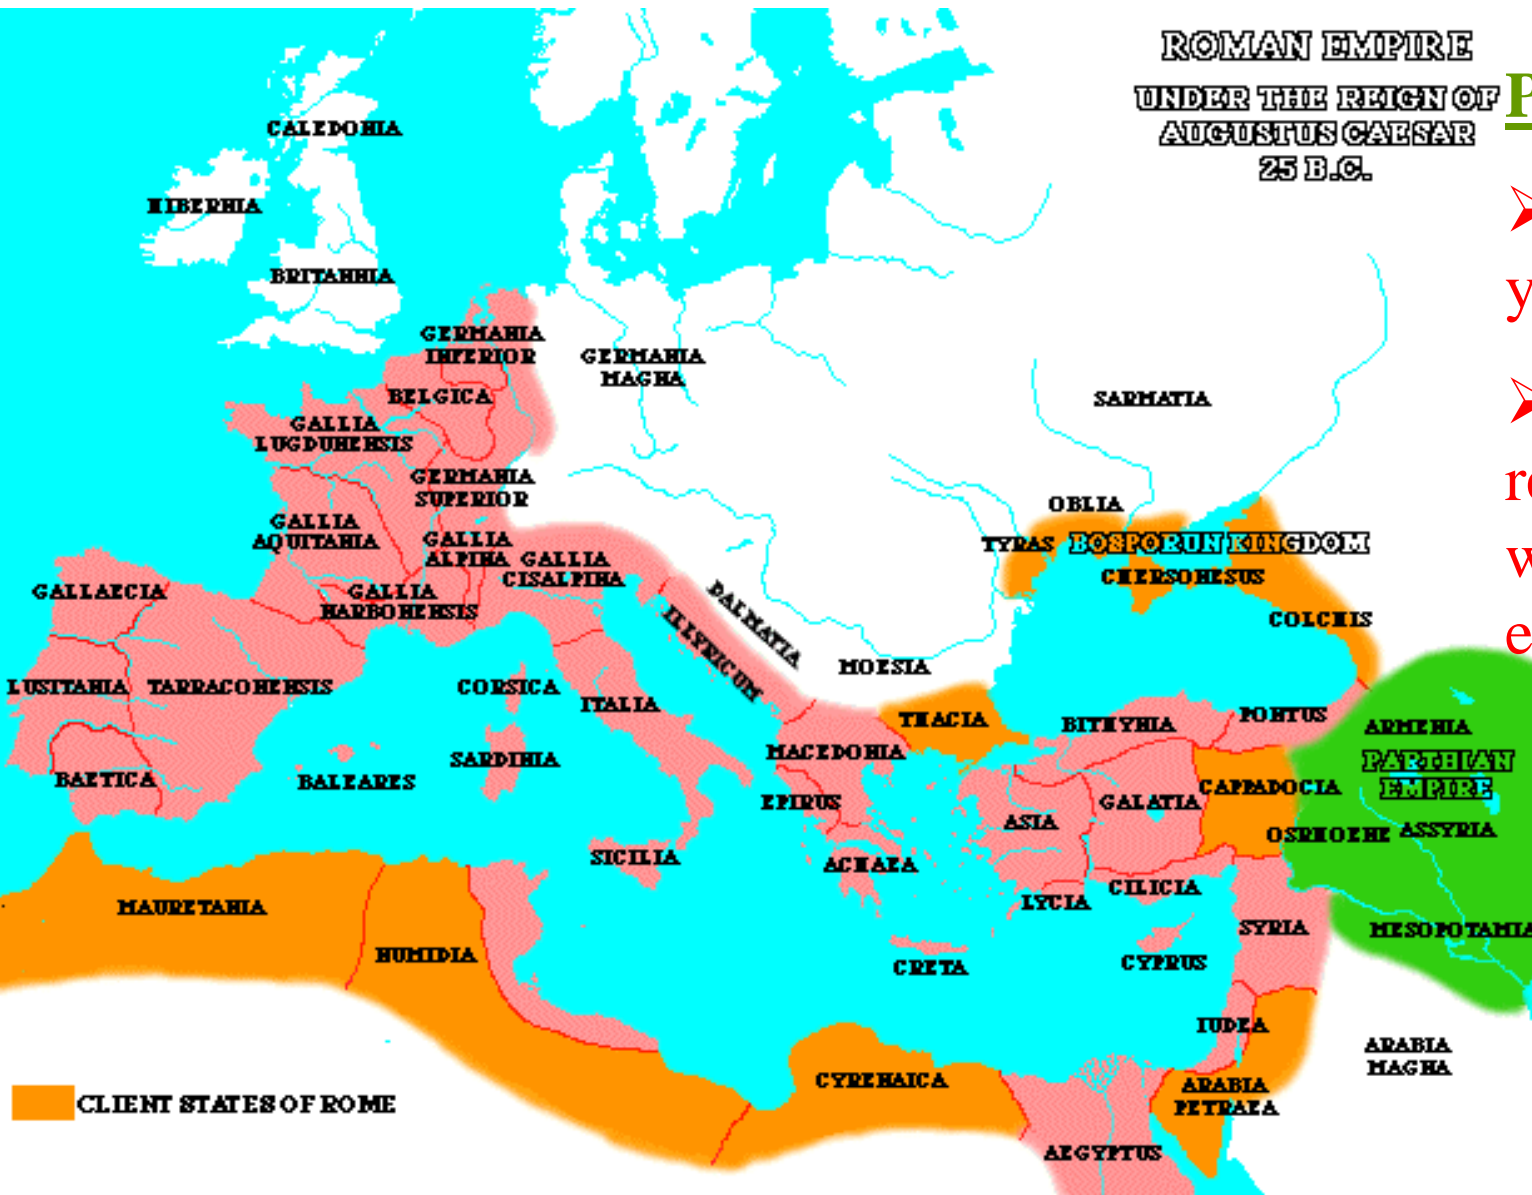 ROMAN EMPIRE
UNDER THE REIGN OF
AUGUSTUS CAESAR
25 B.C.
P
➢
y
➢
re
w
e
CALEDONIA
HIBERNIA
BRITANNIA
GERMANIA
INFERIOR
GERMANIA
MAGNA
BELGICA
SARMATIA
GALLIA
LUGDUNENSIS
GERMANIA
SUPERIOR
OBLIA
GALLIA
AQUITANIA
GALLIA
ALPINA
GALLIA
CISALPINA
TYRAS
BOSPORUN KINGDOM
CHERSONESUS
GALLAECIA
GALLIA
NARBONENSIS
DALMATIA
ILLYRICUM
COLCHIS
MOESIA
LUSITANIA
TARRACONENSIS
CORSICA
ITALIA
THACIA
BITHYNIA
PONTUS
ARMENIA
MACEDONIA
PARTHIAN
EMPIRE
SARDINIA
BAETICA
BALEARES
EPIRUS
ASIA
GALATIA
CAPPADOCIA
OSRHOENE
ASSYRIA
SICILIA
ACHAEA
LYCIA
CILICIA
MAURETANIA
NUMIDIA
CRETA
CYPRUS
SYRIA
MESOPOTAMIA
IUDEA
ARABIA
MAGNA
CYRENAICA
ARABIA
PETRAEA
CLIENT STATES OF ROME
AEGYPTUS